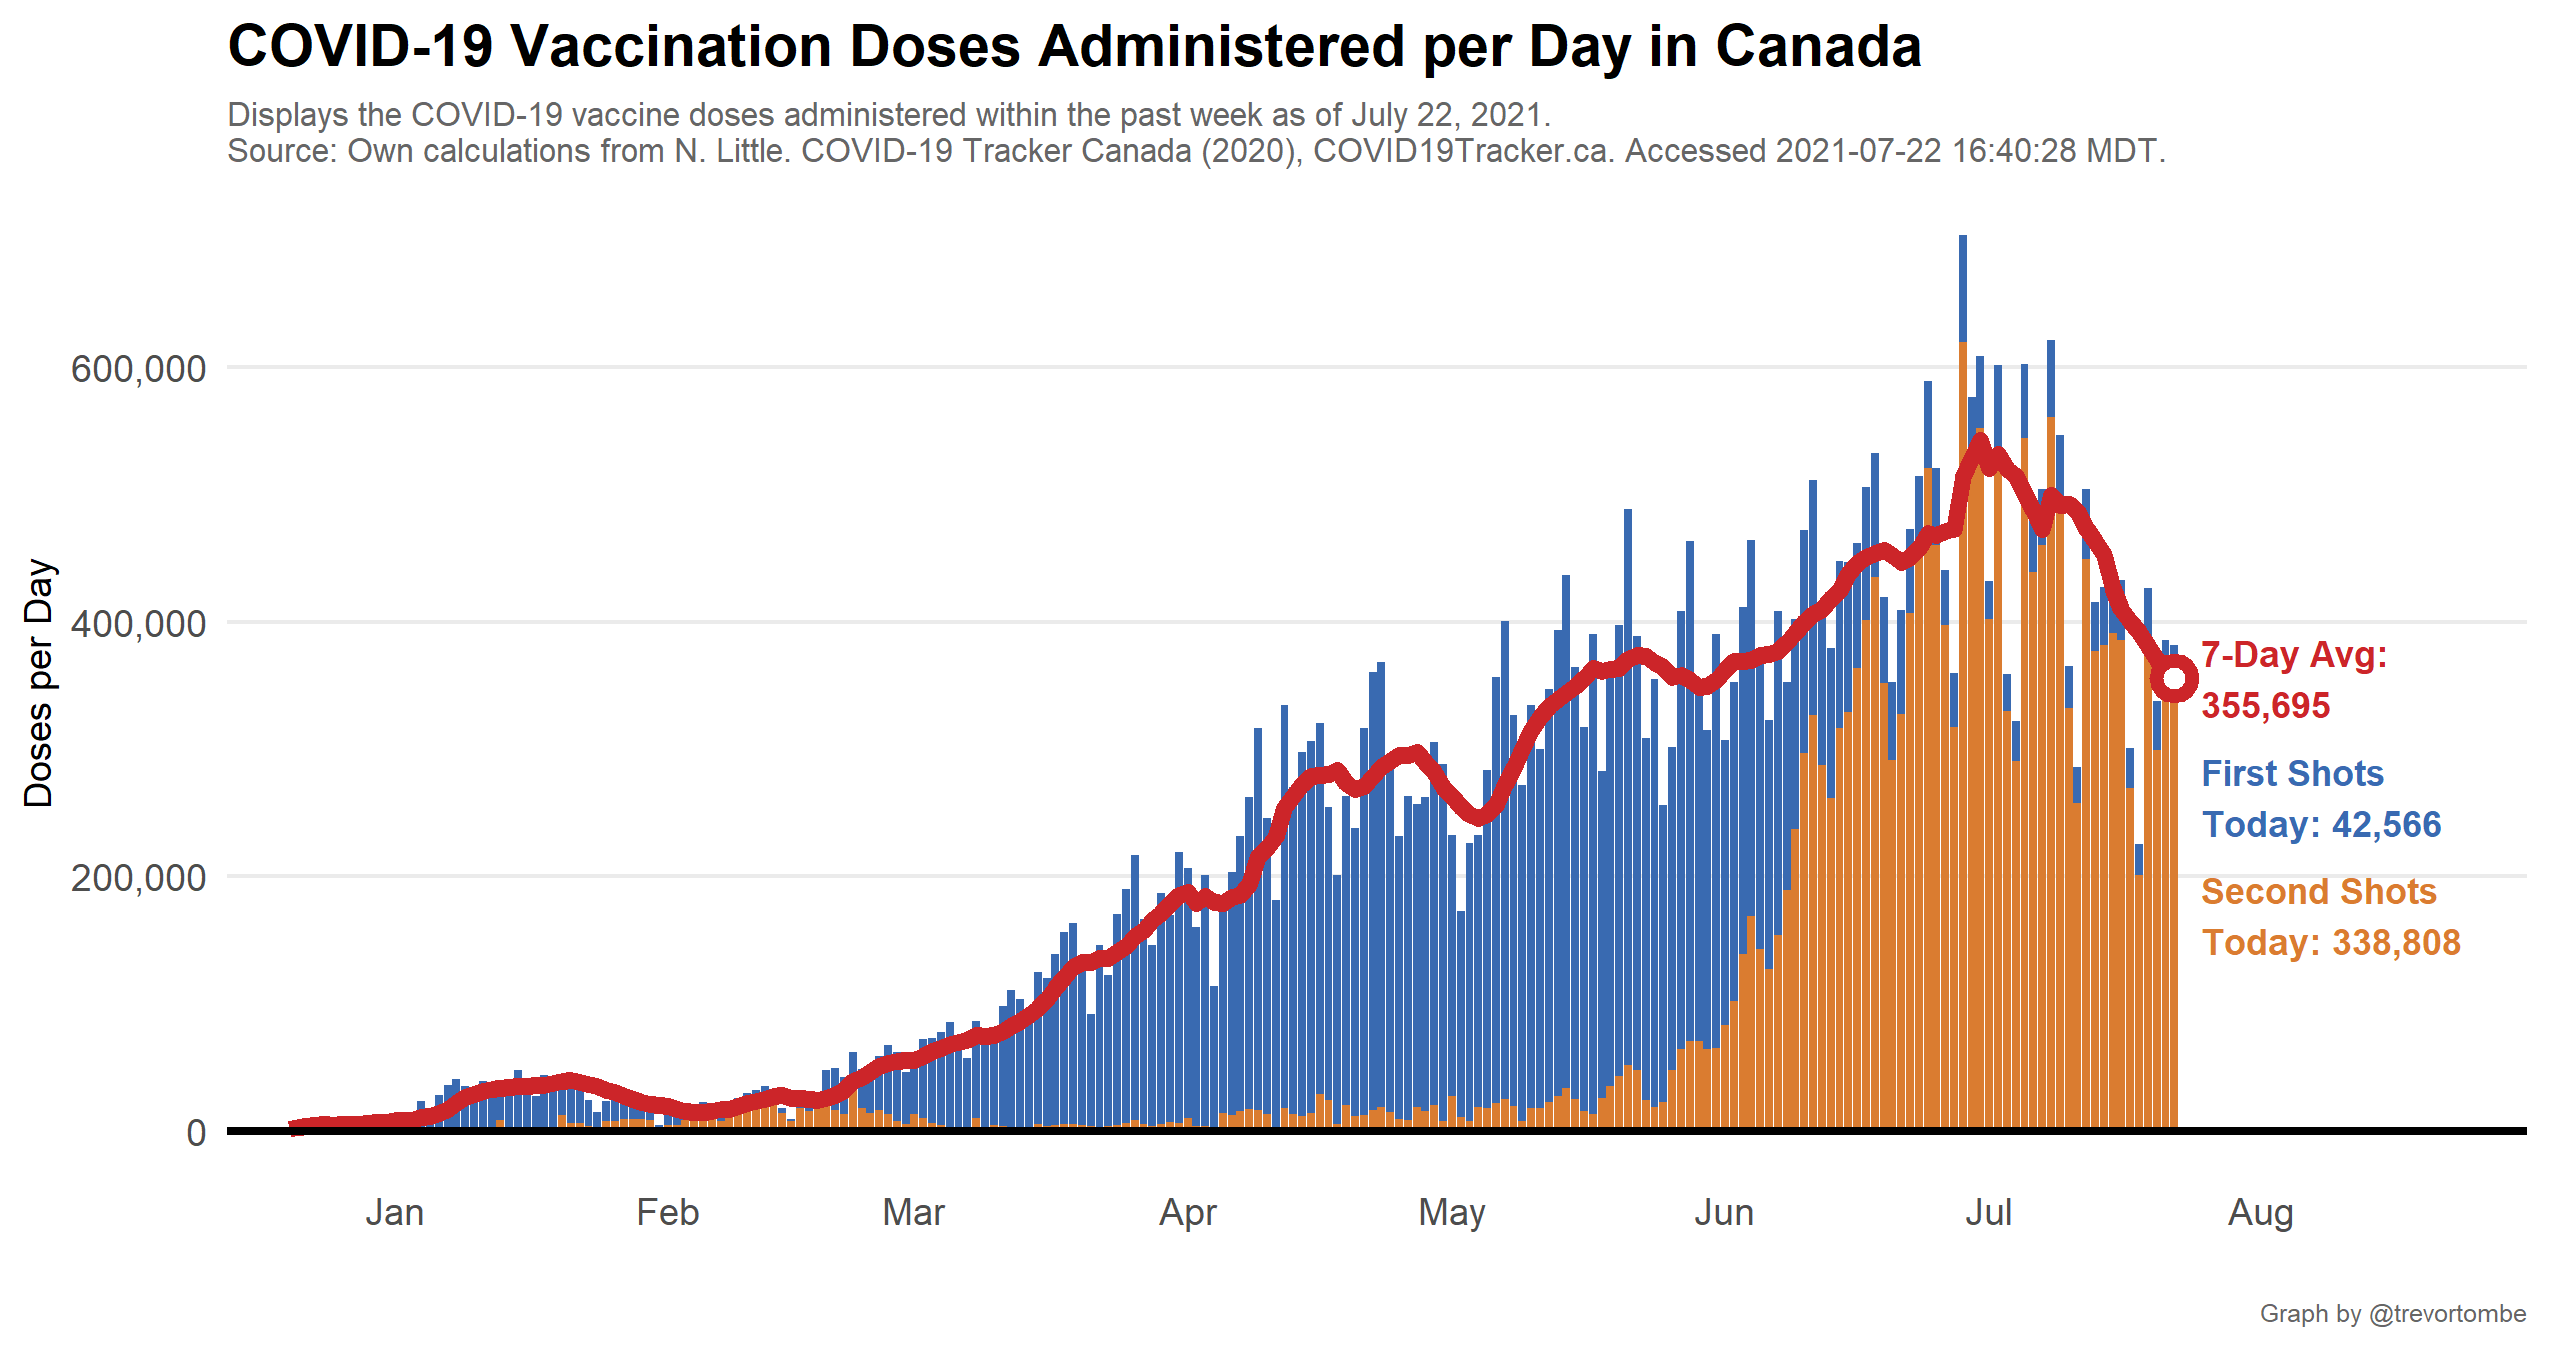 COVID-19 Vaccination Doses Administered per Day in Canada
Displays the COVID-19 vaccine doses administered within the past week as of July 22, 2021.
Source: Own calculations from N. Little. COVID-19 Tracker Canada (2020), COVID19Tracker.ca. Accessed 2021-07-22 16:40:28 MDT.
Doses per Day
600,000
400,000
200,000
0
7-Day Avg:
355,695
First Shots
Today: 42,566
Second Shots
Today: 338,808
Jan Feb Mar Apr May Jun Jul Aug
Graph by @trevortombe